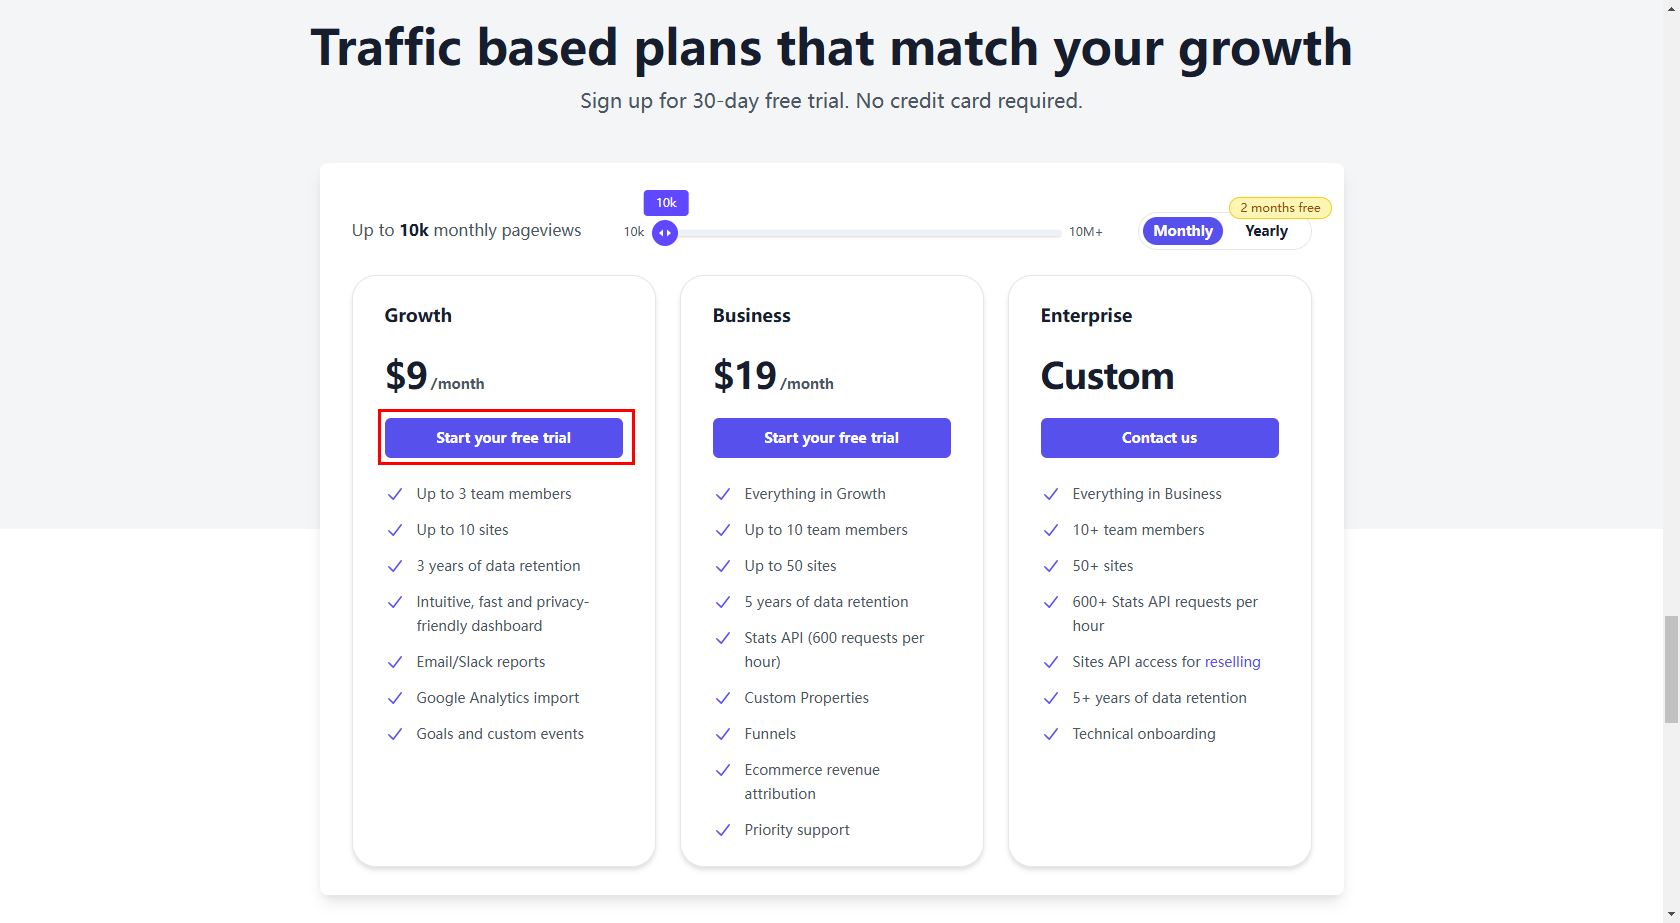 Traffic based plans that match your growth
Sign up for 30-day free trial. No credit card required.
10k
2 months free
Up to 10k monthly pageviews
10k
10M+
Monthly
Yearly
Growth
$9 /month
Start your free trial
Up to 3 team members
Up to 10 sites
3 years of data retention
Intuitive, fast and privacy-
friendly dashboard
Email/Slack reports
Google Analytics import
Goals and custom events
Business
$19 /month
Start your free trial
Everything in Growth
Up to 10 team members
Up to 50 sites
5 years of data retention
Stats API (600 requests per
hour)
Custom Properties
Funnels
Ecommerce revenue
attribution
Priority support
Enterprise
Custom
Contact us
Everything in Business
10+ team members
50+ sites
600+ Stats API requests per
hour
Sites API access for reselling
5+ years of data retention
Technical onboarding